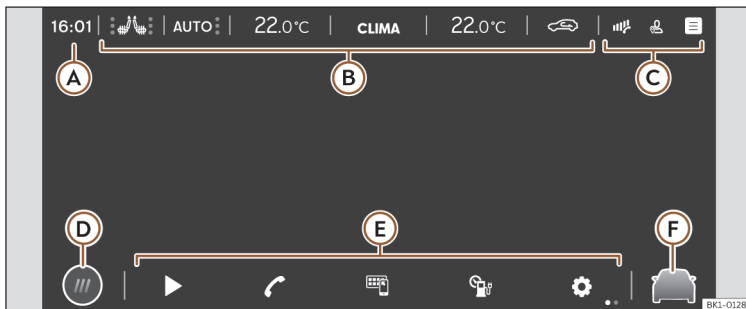 16:01 AUTO 22.0°C CLIMA 22.0°C
A B C
D E F
BK1-0128